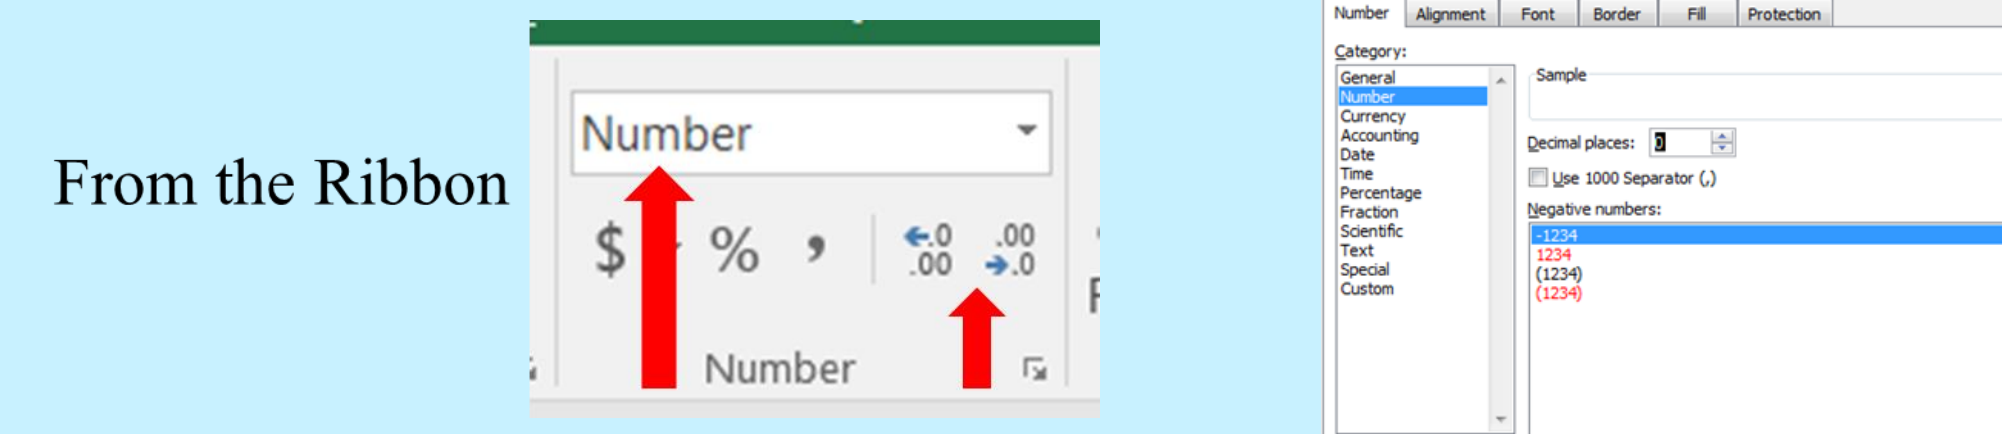 From the Ribbon
Number
$ % , ←.0 .00
.00 →.0
Number
Number Alignment Font Border Fill Protection
Category:
General
Number
Currency
Accounting
Date
Time
Percentage
Fraction
Scientific
Text
Special
Custom
Sample
Decimal places: 0
Use 1000 Separator (,)
Negative numbers:
-1234
1234
(1234)
(1234)